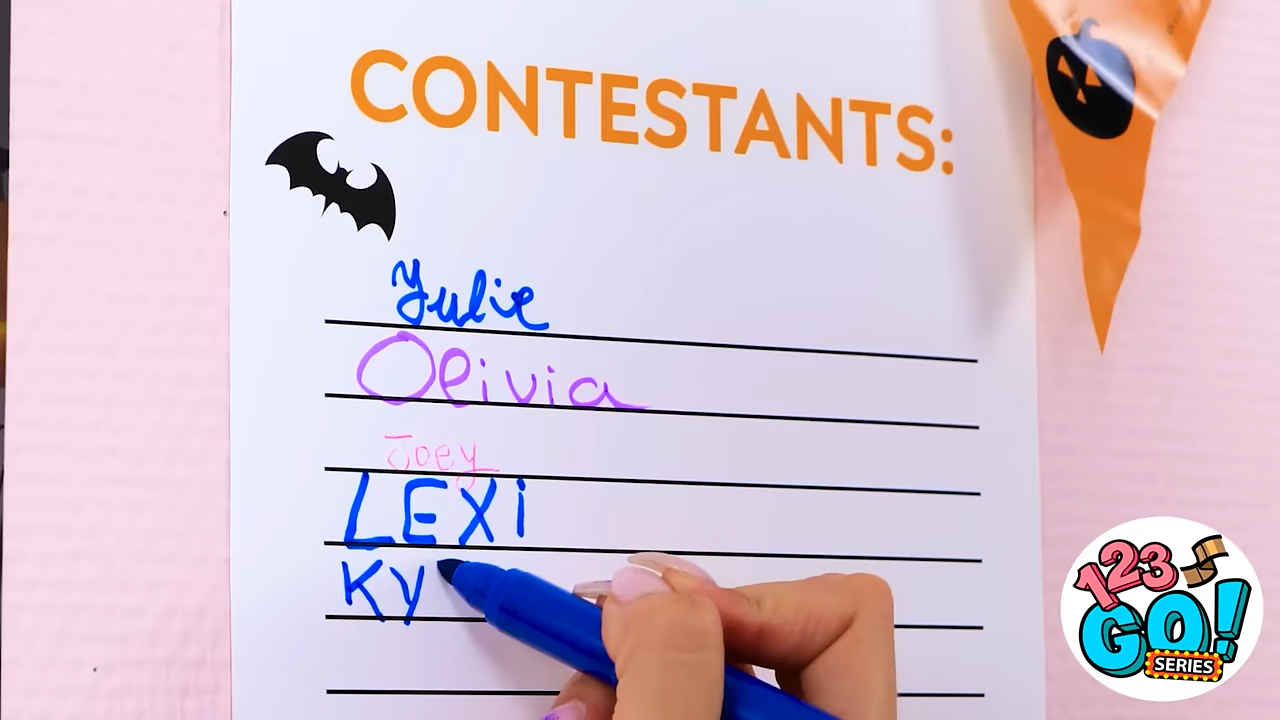 CONTESTANTS:
Yulie
Olivia
Joey
LEXi
Ky
123
GO!
SERIES